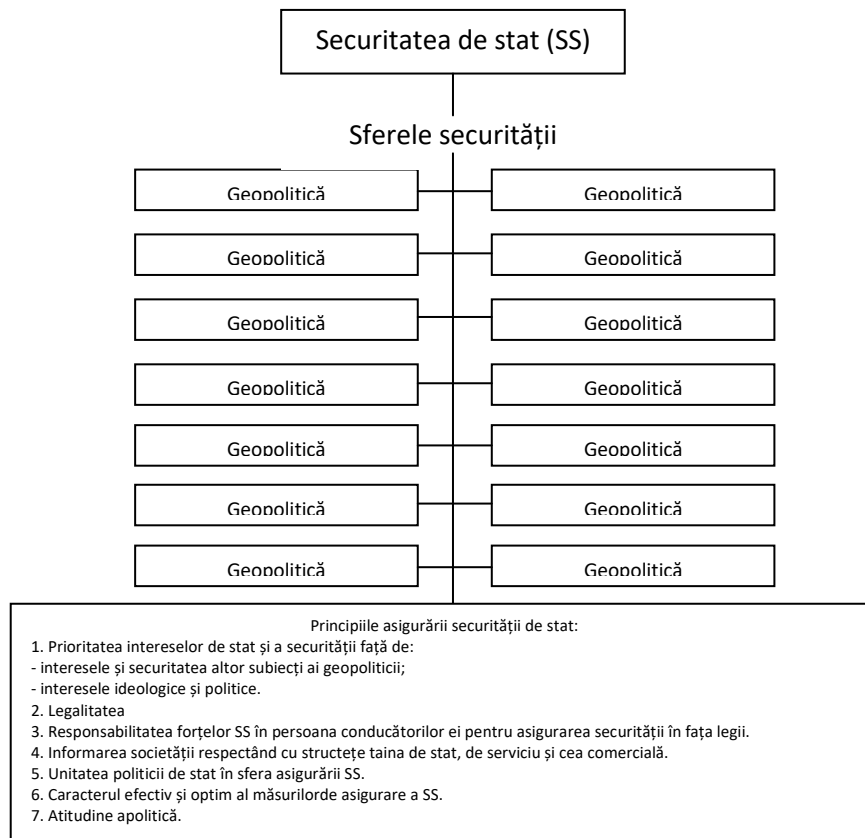 Securitatea de stat (SS)
Sferele securității
Geopolitică Geopolitică
Geopolitică Geopolitică
Geopolitică Geopolitică
Geopolitică Geopolitică
Geopolitică Geopolitică
Geopolitică Geopolitică
Geopolitică Geopolitică
Principiile asigurării securității de stat:
1. Prioritatea intereselor de stat și a securității față de:
- interesele și securitatea altor subiecți ai geopoliticii;
- interesele ideologice și politice.
2. Legalitatea
3. Responsabilitatea forțelor SS în persoana conducătorilor ei pentru asigurarea securității în fața legii.
4. Informarea societății respectând cu structețe taina de stat, de serviciu și cea comercială.
5. Unitatea politicii de stat în sfera asigurării SS.
6. Caracterul efectiv și optim al măsurilorde asigurare a SS.
7. Atitudine apolitică.